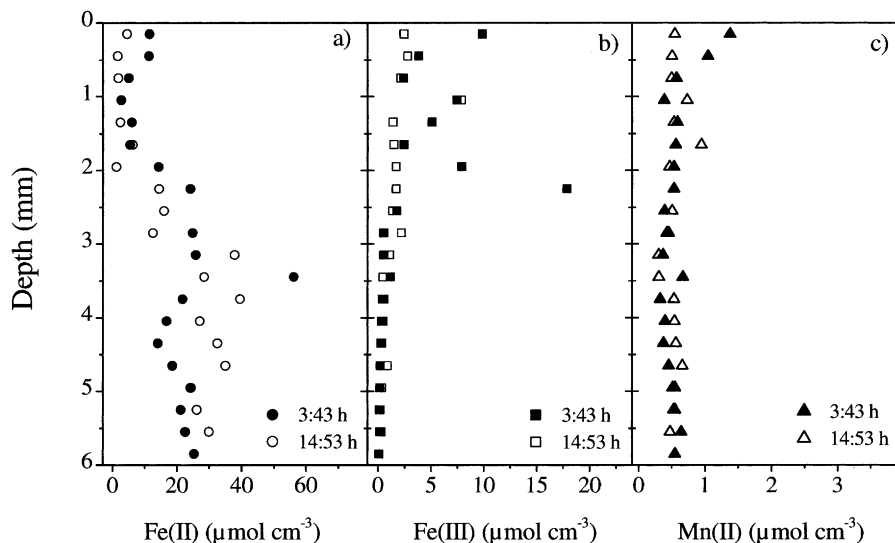 0
1
2
3
4
5
6
Depth (mm)
a)
b)
c)
3:43 h
14:53 h
3:43 h
14:53 h
3:43 h
14:53 h
0 20 40 60
0 5 10 15 20
0 1 2 3
Fe(II) (µmol cm⁻³)
Fe(III) (µmol cm⁻³)
Mn(II) (µmol cm⁻³)